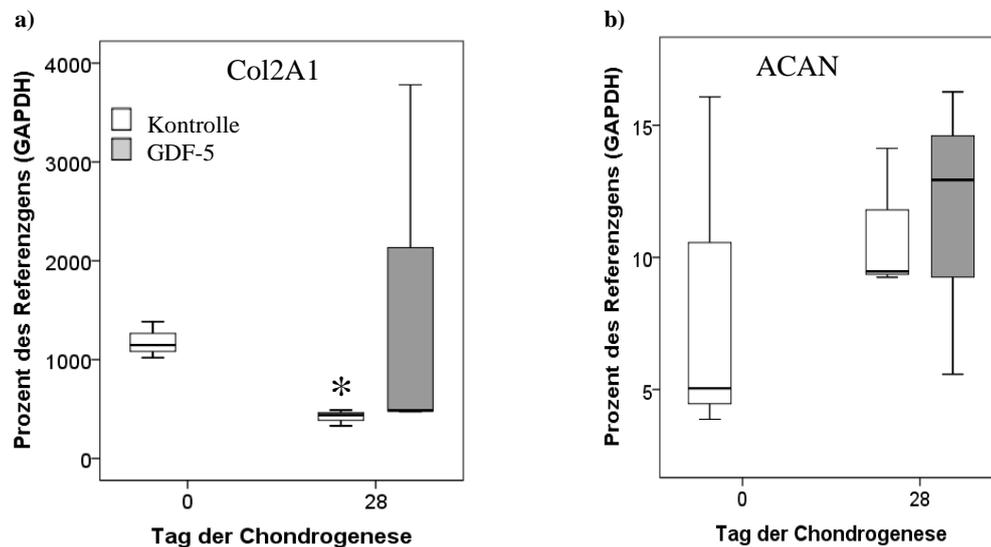 a)
Col2A1
Kontrolle
GDF-5
Prozent des Referenzgens (GAPDH)
4000
3000
2000
1000
0
*
0
28
Tag der Chondrogenese
b)
ACAN
Prozent des Referenzgens (GAPDH)
15
10
5
0
28
Tag der Chondrogenese